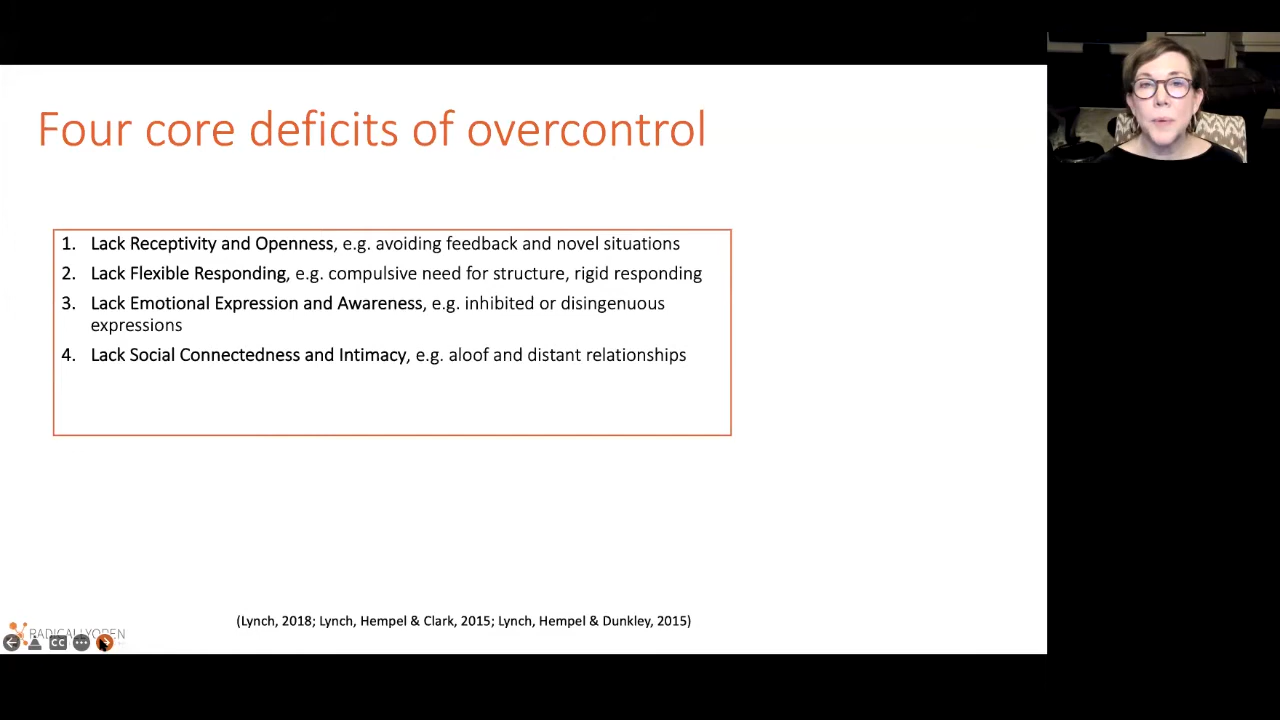 Four core deficits of overcontrol
1. Lack Receptivity and Openness, e.g. avoiding feedback and novel situations
2. Lack Flexible Responding, e.g. compulsive need for structure, rigid responding
3. Lack Emotional Expression and Awareness, e.g. inhibited or disingenuous
expressions
4. Lack Social Connectedness and Intimacy, e.g. aloof and distant relationships
(Lynch, 2018; Lynch, Hempel & Clark, 2015; Lynch, Hempel & Dunkley, 2015)
RADICALLYOPEN
CC